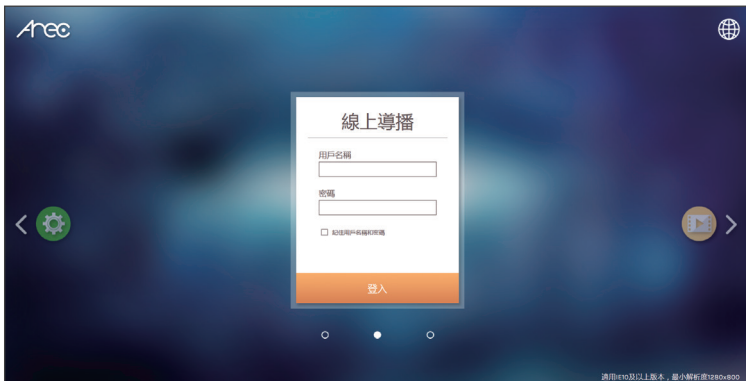 Arec
線上導播
用戶名稱
密碼
記住用戶名稱和密碼
登入
適用IE10及以上版本，最小解析度1280x800